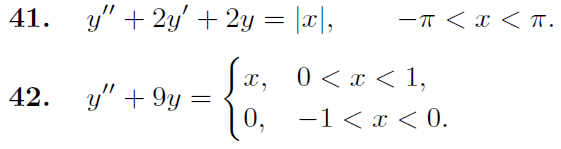 41. y″ + 2y′ + 2y = |x|, −π < x < π.
42. y″ + 9y = { x, 0 < x < 1,
0, −1 < x < 0.